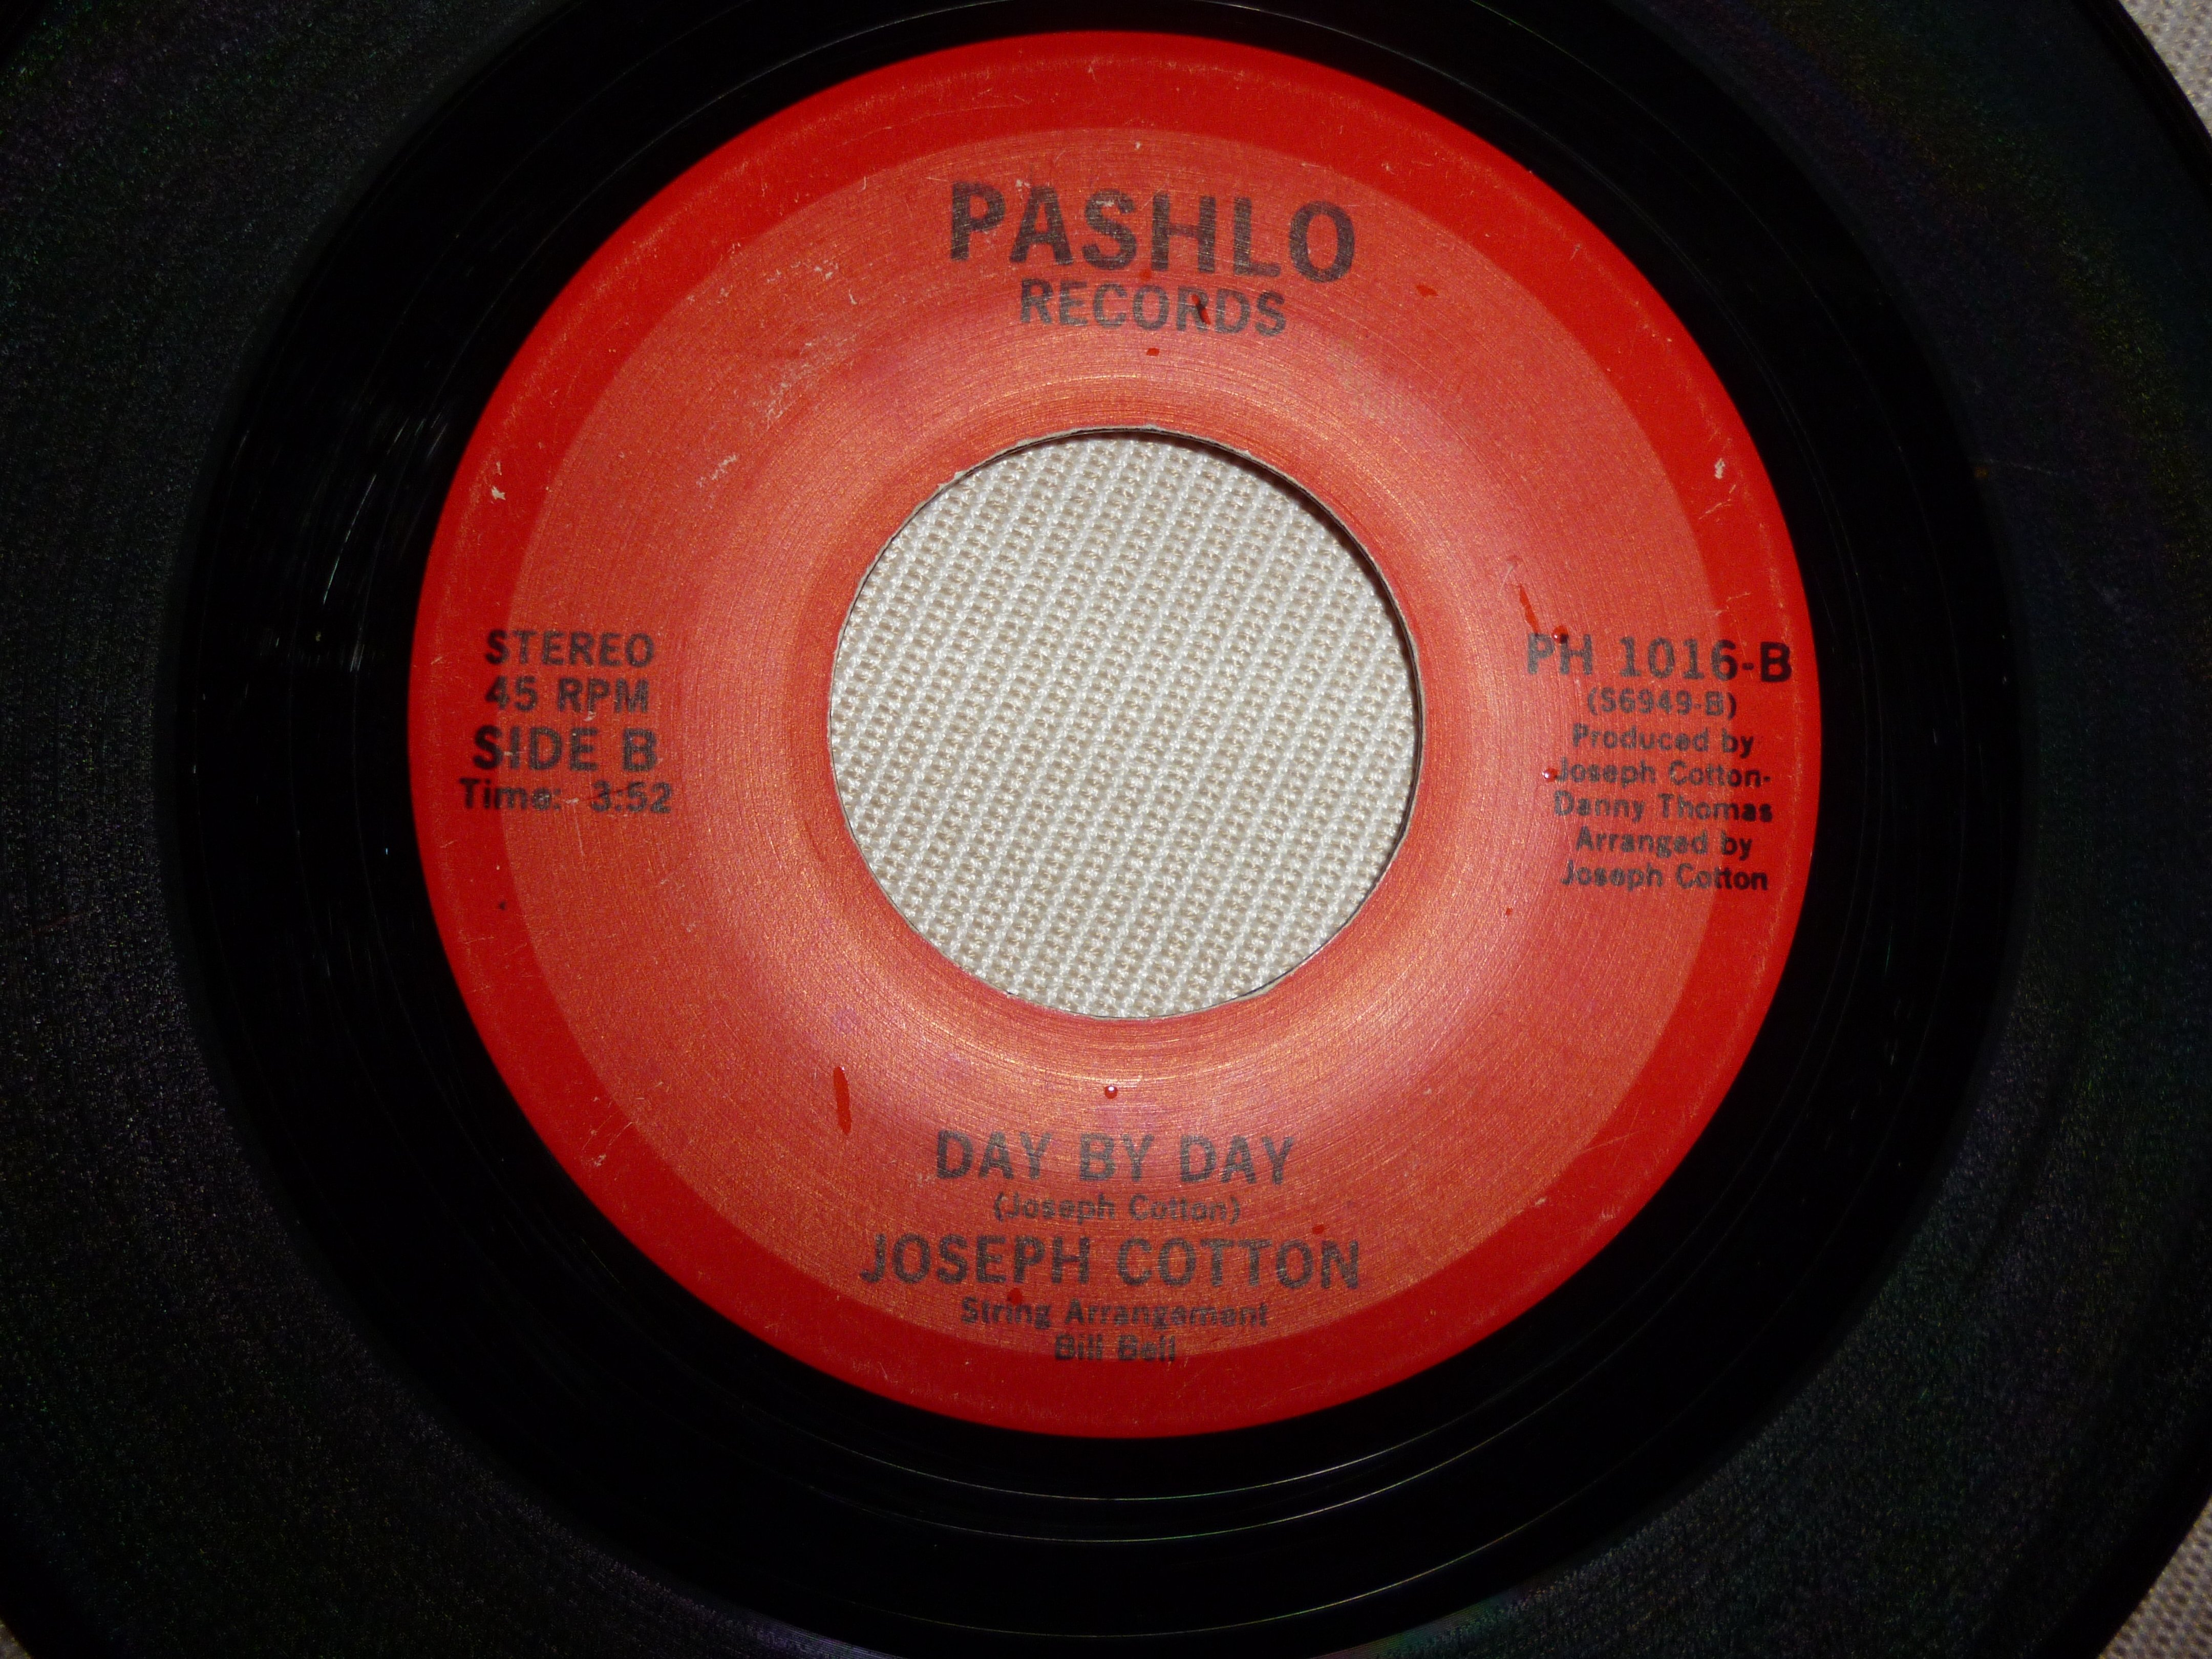 PASHLO
RECORDS
STEREO
45 RPM
SIDE B
Time: 3:52
PH 1016-B
(S6949-B)
Produced by
Joseph Cotton-
Danny Thomas
Arranged by
Joseph Cotton
DAY BY DAY
(Joseph Cotton)
JOSEPH COTTON
String Arrangement
Bill Bell